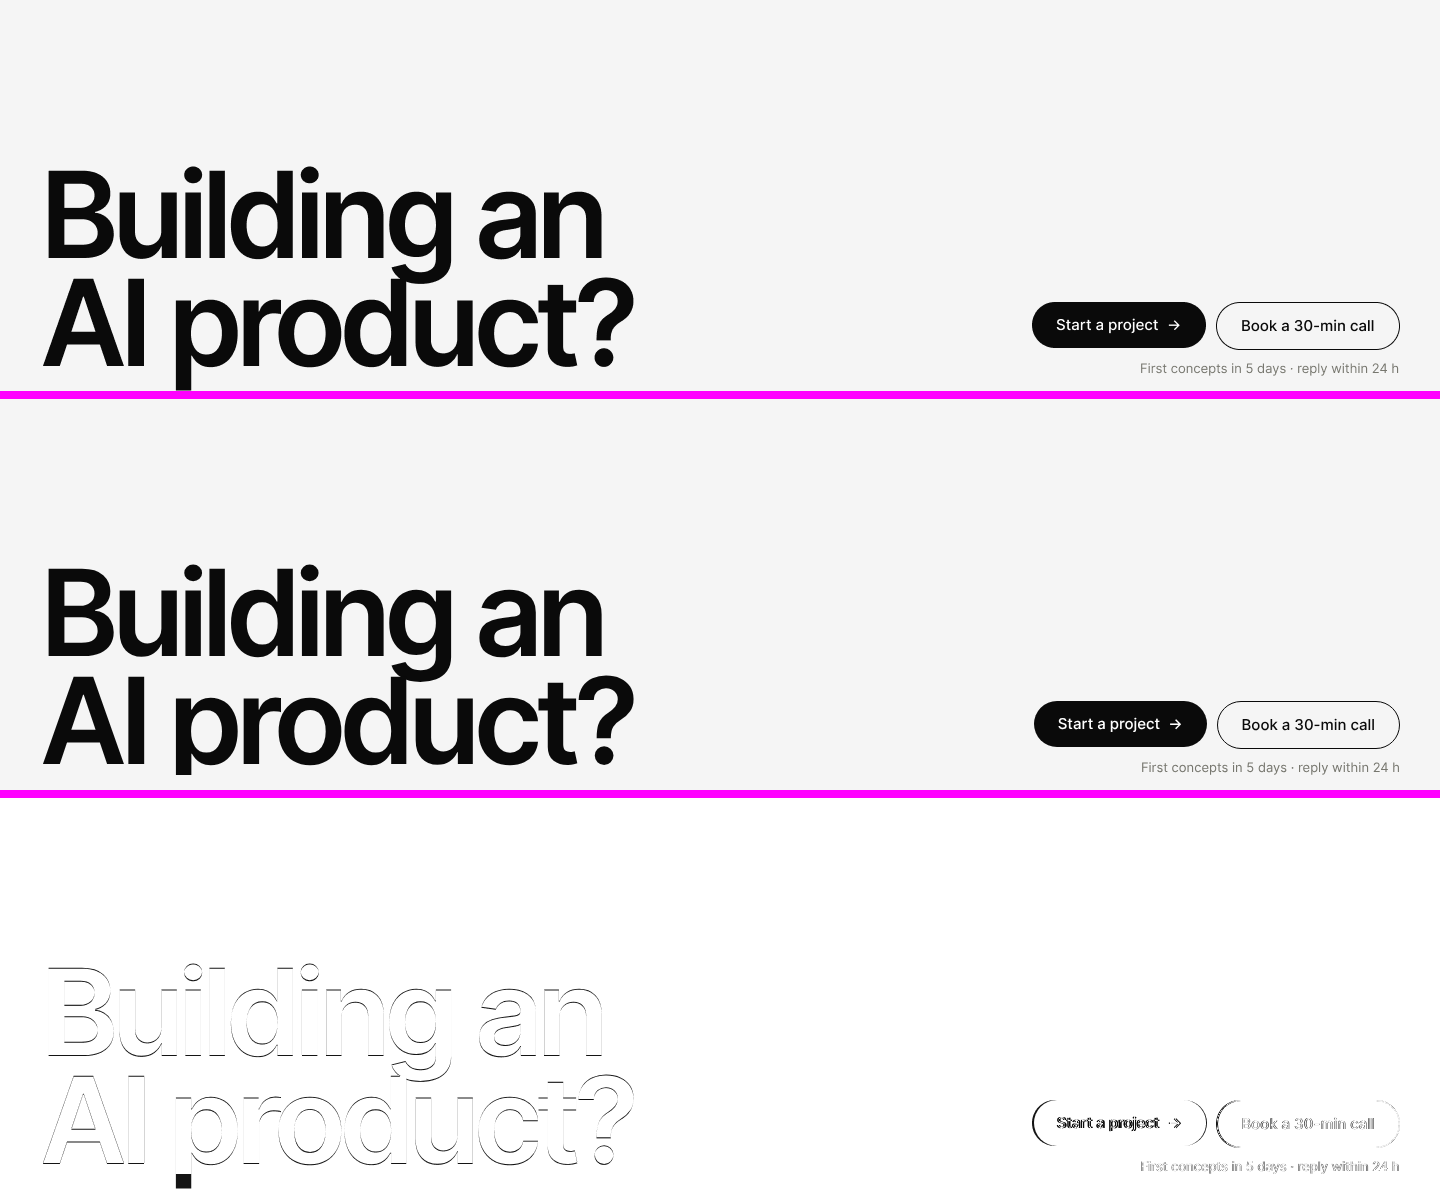 Building an
AI product?
Start a project →
Book a 30-min call
First concepts in 5 days · reply within 24 h
Building an
AI product?
Start a project →
Book a 30-min call
First concepts in 5 days · reply within 24 h
Building an
AI product?
Start a project →
Book a 30-min call
First concepts in 5 days · reply within 24 h